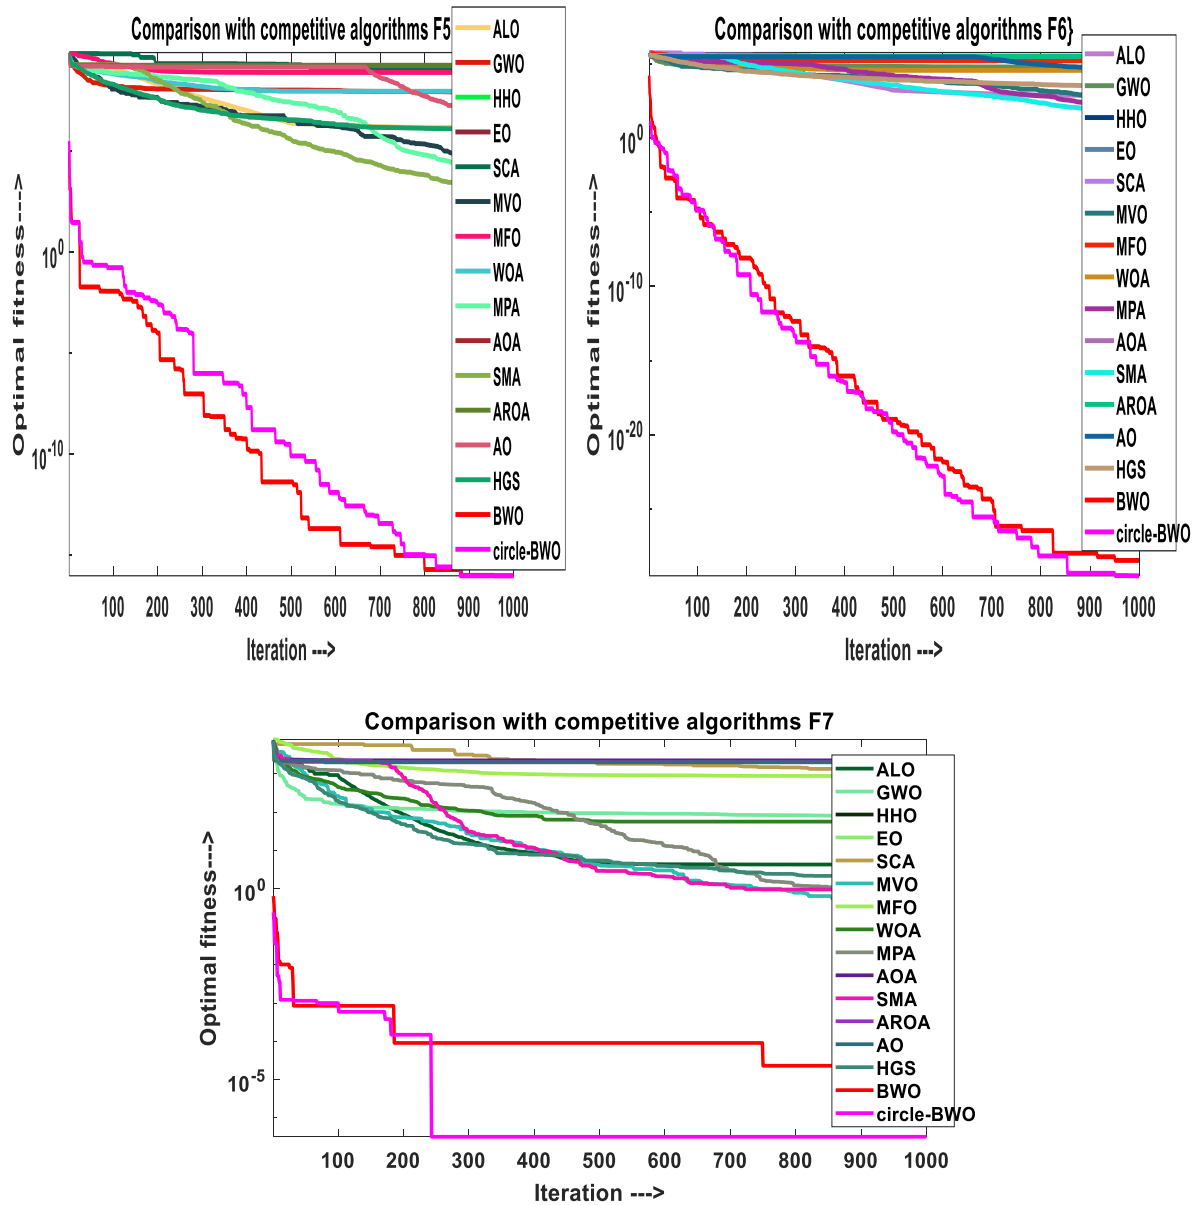 Comparison with competitive algorithms F5
ALO
GWO
HHO
EO
SCA
MVO
MFO
WOA
MPA
AOA
SMA
AROA
AO
HGS
BWO
circle-BWO
Optimal fitness---->
10^0
10^-10
100 200 300 400 500 600 700 800 900 1000
Iteration --->
Comparison with competitive algorithms F6}
ALO
GWO
HHO
EO
SCA
MVO
MFO
WOA
MPA
AOA
SMA
AROA
AO
HGS
BWO
circle-BWO
Optimal fitness---->
10^0
10^-10
10^-20
100 200 300 400 500 600 700 800 900 1000
Iteration --->
Comparison with competitive algorithms F7
ALO
GWO
HHO
EO
SCA
MVO
MFO
WOA
MPA
AOA
SMA
AROA
AO
HGS
BWO
circle-BWO
Optimal fitness--->
10^0
10^-5
100 200 300 400 500 600 700 800 900 1000
Iteration --->